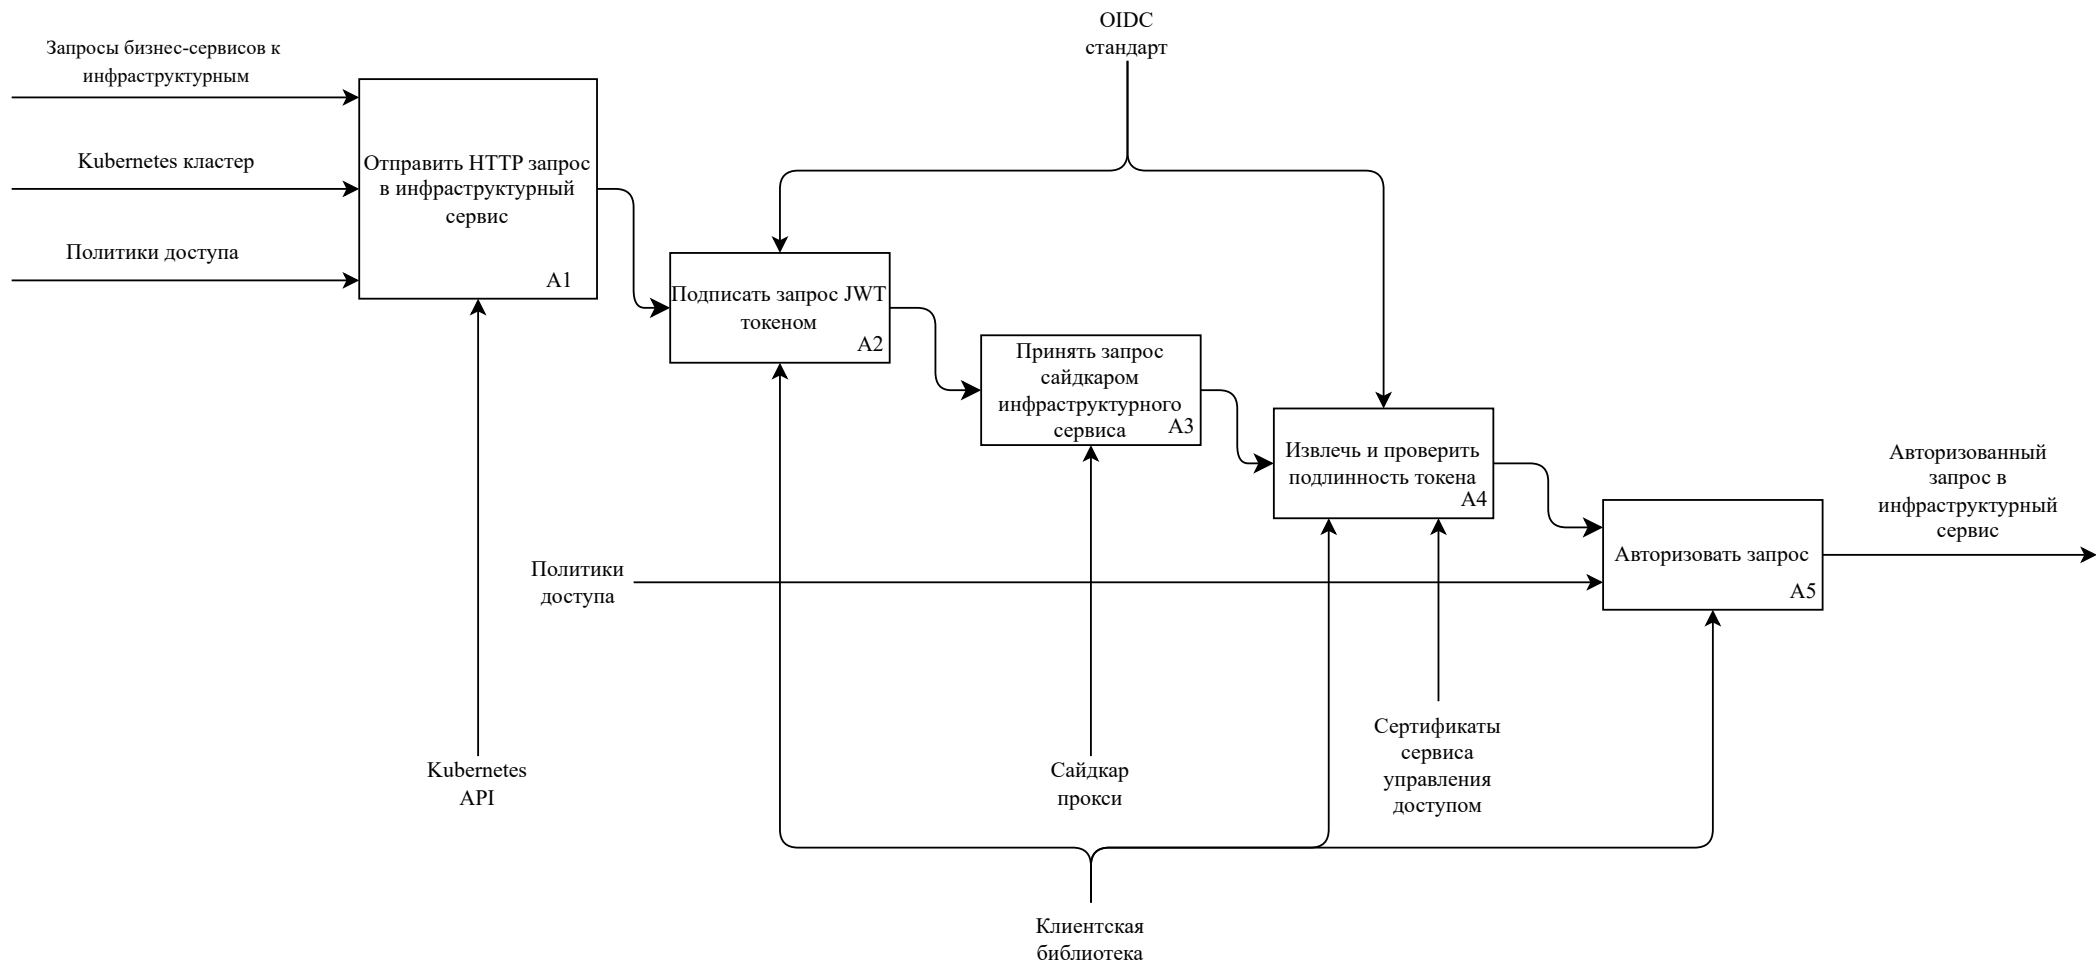 OIDC
стандарт
Запросы бизнес-сервисов к
инфраструктурным
Kubernetes кластер
Политики доступа
Отправить HTTP запрос
в инфраструктурный
сервис
A1
Подписать запрос JWT
токеном
A2
Принять запрос
сайдкаром
инфраструктурного
сервиса
A3
Извлечь и проверить
подлинность токена
A4
Авторизовать запрос
A5
Авторизованный
запрос в
инфраструктурный
сервис
Политики
доступа
Kubernetes
API
Сайдкар
прокси
Сертификаты
сервиса
управления
доступом
Клиентская
библиотека